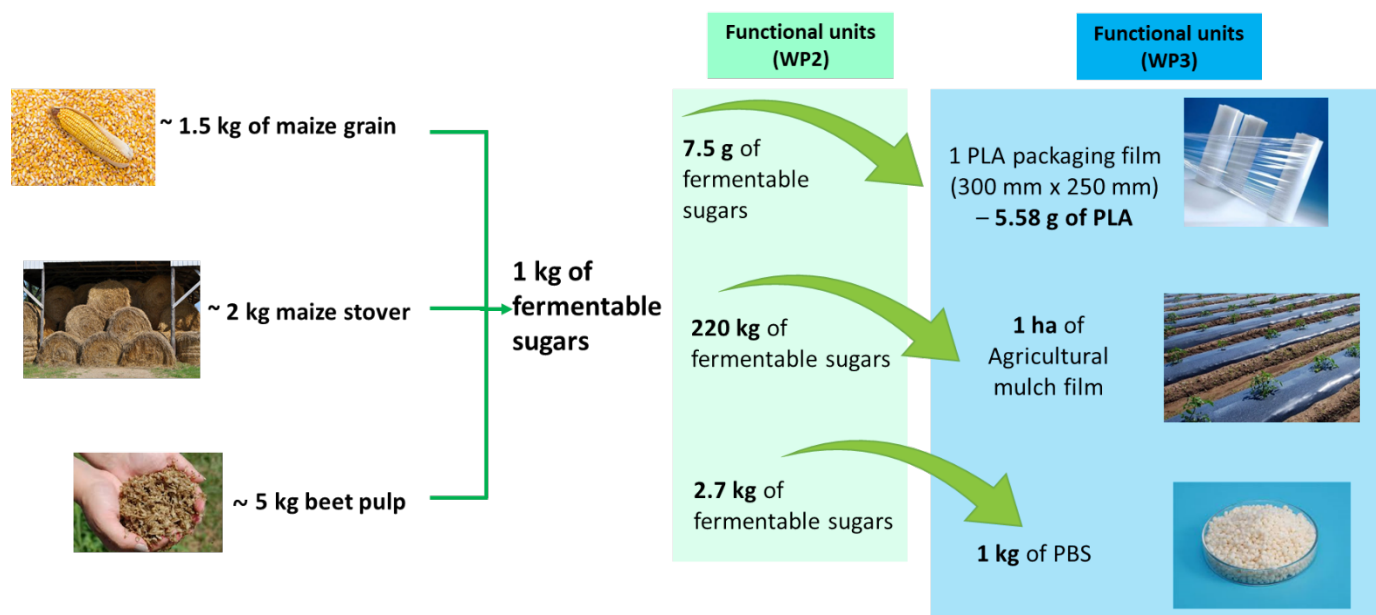 Functional units
(WP2)
Functional units
(WP3)
~ 1.5 kg of maize grain
~ 2 kg maize stover
~ 5 kg beet pulp
1 kg of
fermentable
sugars
7.5 g of
fermentable
sugars
220 kg of
fermentable sugars
2.7 kg of
fermentable sugars
1 PLA packaging film
(300 mm x 250 mm)
– 5.58 g of PLA
1 ha of
Agricultural
mulch film
1 kg of PBS